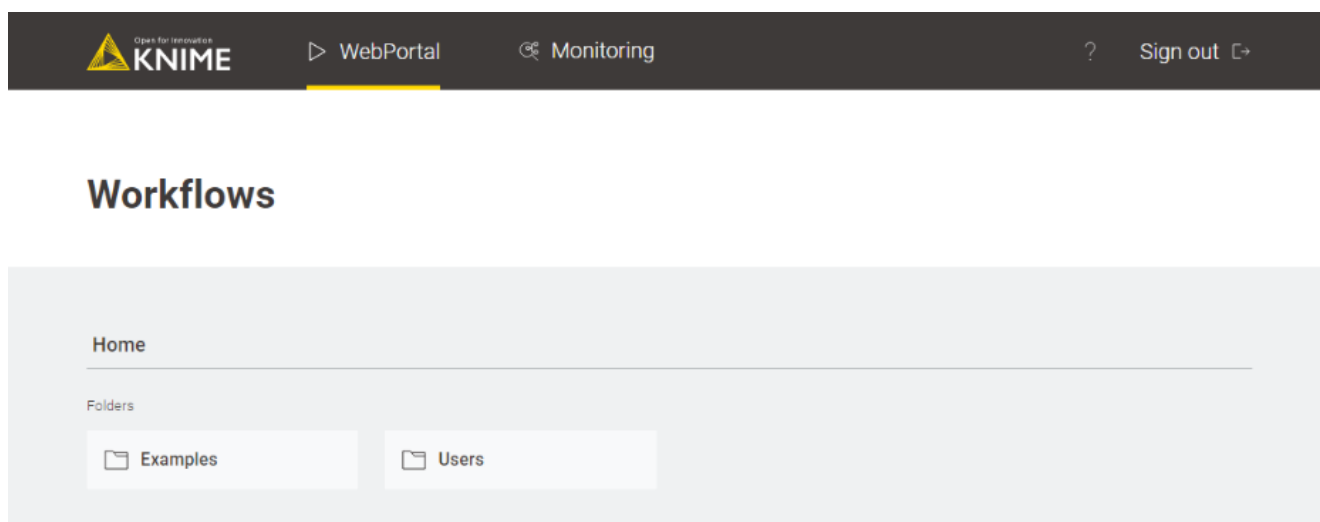 Open for Innovation
KNIME
WebPortal
Monitoring
?
Sign out
Workflows
Home
Folders
Examples
Users